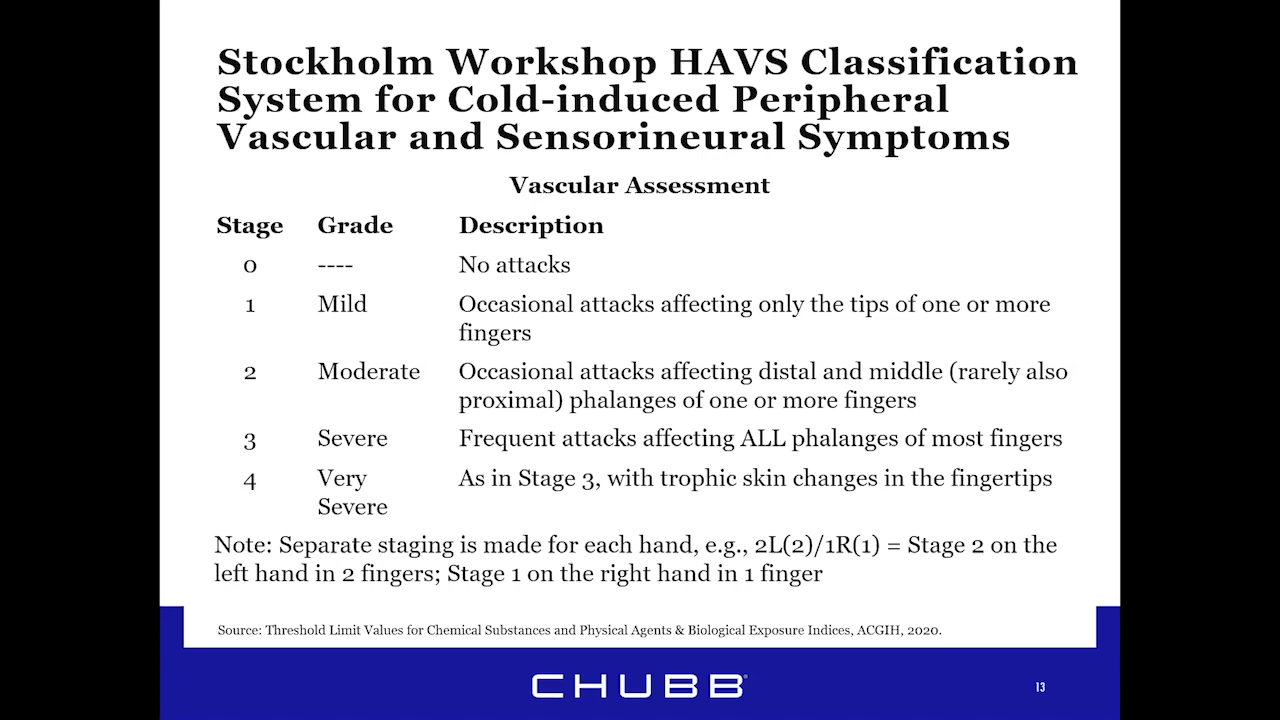 Stockholm Workshop HAVS Classification
System for Cold-induced Peripheral
Vascular and Sensorineural Symptoms
Vascular Assessment
Stage Grade Description
0 ---- No attacks
1 Mild Occasional attacks affecting only the tips of one or more
fingers
2 Moderate Occasional attacks affecting distal and middle (rarely also
proximal) phalanges of one or more fingers
3 Severe Frequent attacks affecting ALL phalanges of most fingers
4 Very As in Stage 3, with trophic skin changes in the fingertips
Severe
Note: Separate staging is made for each hand, e.g., 2L(2)/1R(1) = Stage 2 on the
left hand in 2 fingers; Stage 1 on the right hand in 1 finger
Source: Threshold Limit Values for Chemical Substances and Physical Agents & Biological Exposure Indices, ACGIH, 2020.
CHUBB®
13